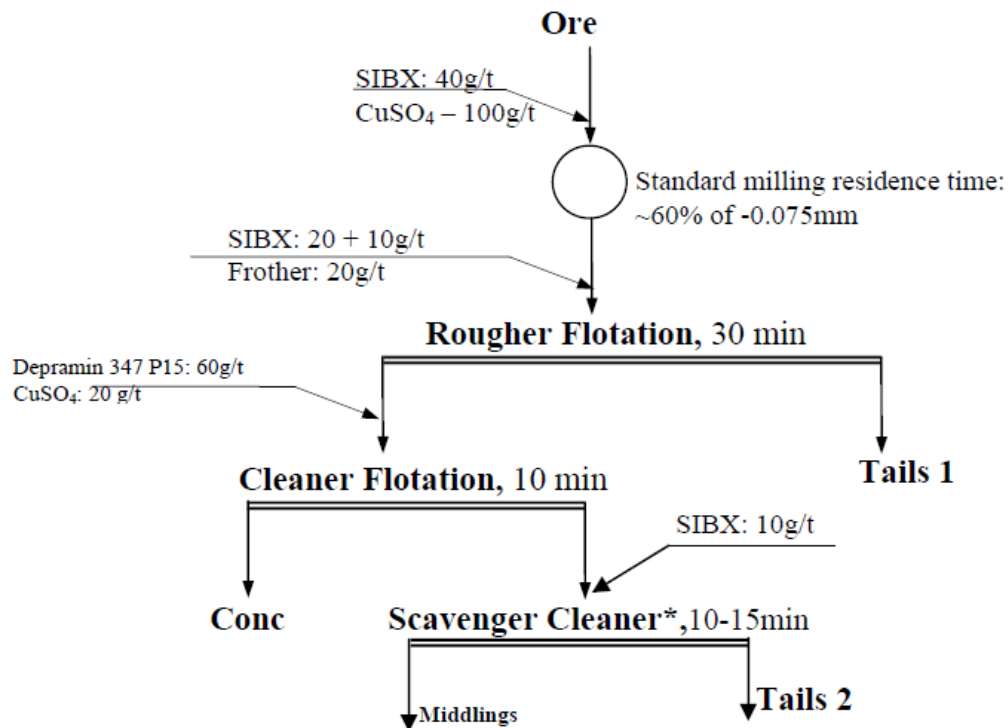 Ore
SIBX: 40g/t
CuSO₄ – 100g/t
Standard milling residence time:
~60% of -0.075mm
SIBX: 20 + 10g/t
Frother: 20g/t
Rougher Flotation, 30 min
Depramin 347 P15: 60g/t
CuSO₄: 20 g/t
Tails 1
Cleaner Flotation, 10 min
SIBX: 10g/t
Conc
Scavenger Cleaner*,10-15min
Tails 2
Middlings